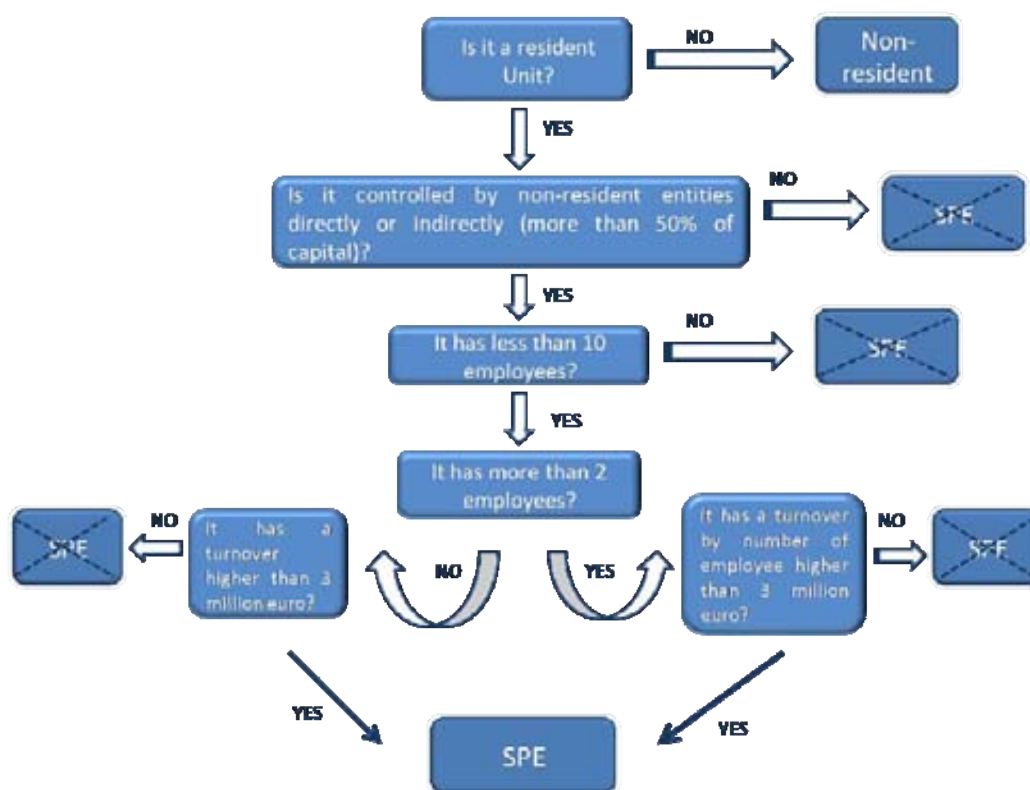 Is it a resident
Unit?
NO
Non-
resident
YES
Is it controlled by non-resident entities
directly or indirectly (more than 50% of
capital)?
NO
SPE
YES
It has less than 10
employees?
NO
SPE
YES
It has more than 2
employees?
SPE
NO
It has a
turnover
higher than 3
million euro?
NO
YES
It has a turnover
by number of
employee higher
than 3 million
euro?
NO
SPE
YES
YES
SPE